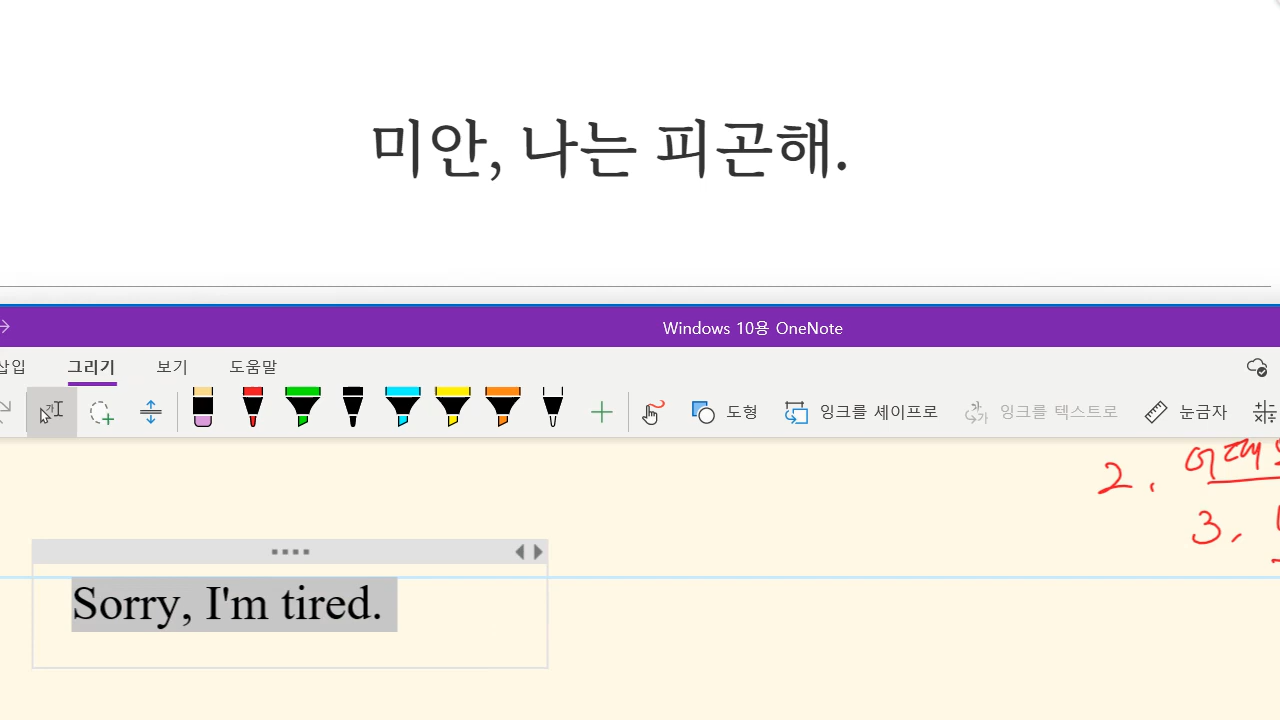 미안, 나는 피곤해.
Windows 10용 OneNote
삽입 그리기 보기 도움말
도형 잉크를 셰이프로 잉크를 텍스트로 눈금자
2. 어제
3.
Sorry, I'm tired.